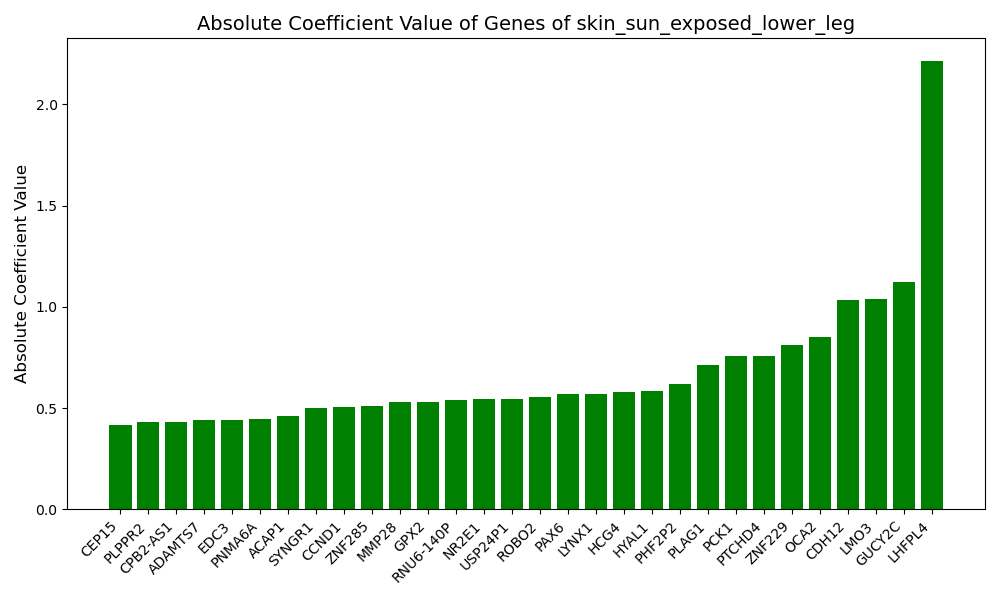 Absolute Coefficient Value of Genes of skin_sun_exposed_lower_leg
Absolute Coefficient Value
2.0
1.5
1.0
0.5
0.0
CEP15
PLPPR2
CPB2-AS1
ADAMTS7
EDC3
PNMA6A
ACAP1
SYNGR1
CCND1
ZNF285
MMP28
GPX2
RNU6-140P
NR2E1
USP24P1
ROBO2
PAX6
LYNX1
HCG4
HYAL1
PHF2P2
PLAG1
PCK1
PTCHD4
ZNF229
OCA2
CDH12
LMO3
GUCY2C
LHFPL4